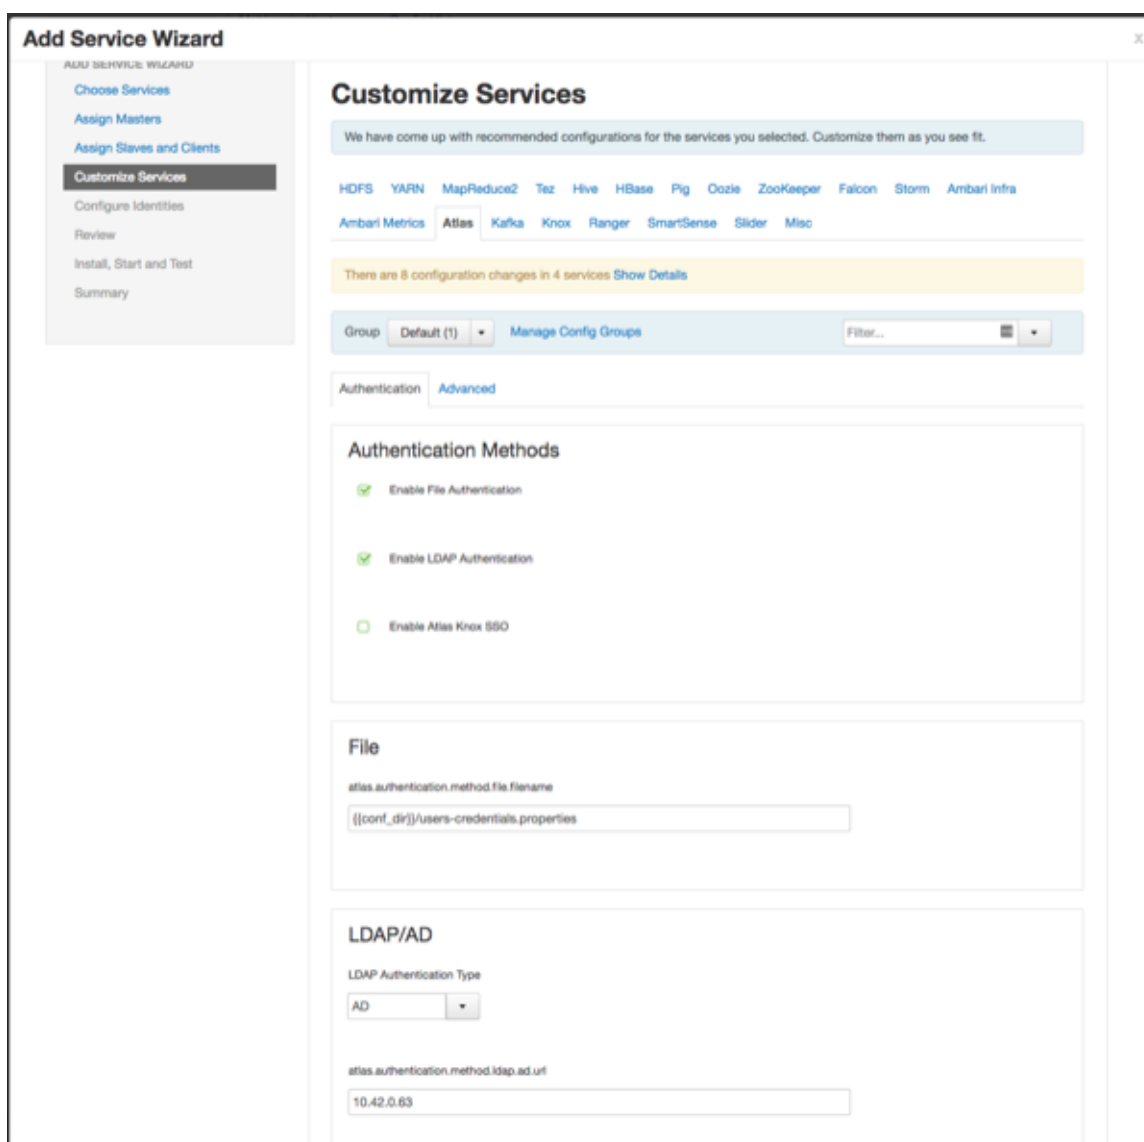 Add Service Wizard
x
ADD SERVICE WIZARD
Choose Services
Assign Masters
Assign Slaves and Clients
Customize Services
Configure Identities
Review
Install, Start and Test
Summary
Customize Services
We have come up with recommended configurations for the services you selected. Customize them as you see fit.
HDFS YARN MapReduce2 Tez Hive HBase Pig Oozie ZooKeeper Falcon Storm Ambari Infra
Ambari Metrics Atlas Kafka Knox Ranger SmartSense Slider Misc
There are 8 configuration changes in 4 services Show Details
Group Default (1) Manage Config Groups Filter...
Authentication Advanced
Authentication Methods
Enable File Authentication
Enable LDAP Authentication
Enable Atlas Knox SSO
File
atlas.authentication.method.file.filename
{{conf_dir}}/users-credentials.properties
LDAP/AD
LDAP Authentication Type
AD
atlas.authentication.method.ldap.ad.url
10.42.0.63